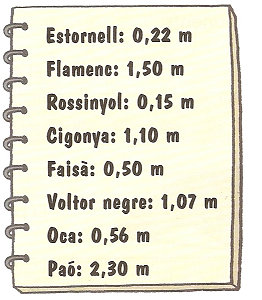 Estornell: 0,22 m
Flamenc: 1,50 m
Rossinyol: 0,15 m
Cigonya: 1,10 m
Faisà: 0,50 m
Voltor negre: 1,07 m
Oca: 0,56 m
Paó: 2,30 m